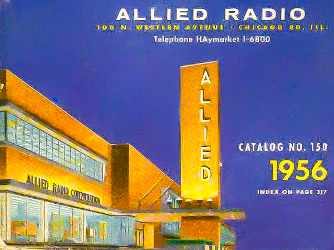 ALLIED RADIO
100 N. WESTERN AVENUE · CHICAGO 80, ILL.
Telephone HAymarket 1-6800
ALLIED
ALLIED RADIO CORPORATION
CATALOG NO. 150
1956
INDEX ON PAGE 317